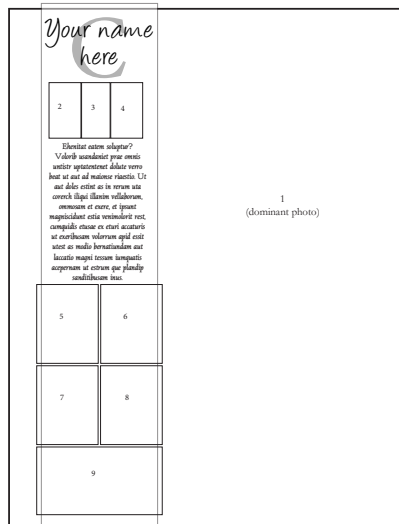 C
Your name
here
2 3 4
Ehenitat eatem soluptur?
Volorib usandaniet prae omnis
untistr uptatentenet dolute verro
beat ut aut ad maionse riaestio. Ut
aut doles estint as in rerum uta
corerch iliqui illanim vellaborum,
ommosam et exere, et ipsunt
magniscidunt estia venimolorit rest,
cumquidis etusae ex eturi accaturis
ut exeribusam volorrum apid essit
utest as modio bernatiundam aut
laccatio magni tessum iumquatis
acepernam ut estrum que plandip
sanditibusam inus.
1
(dominant photo)
5 6
7 8
9